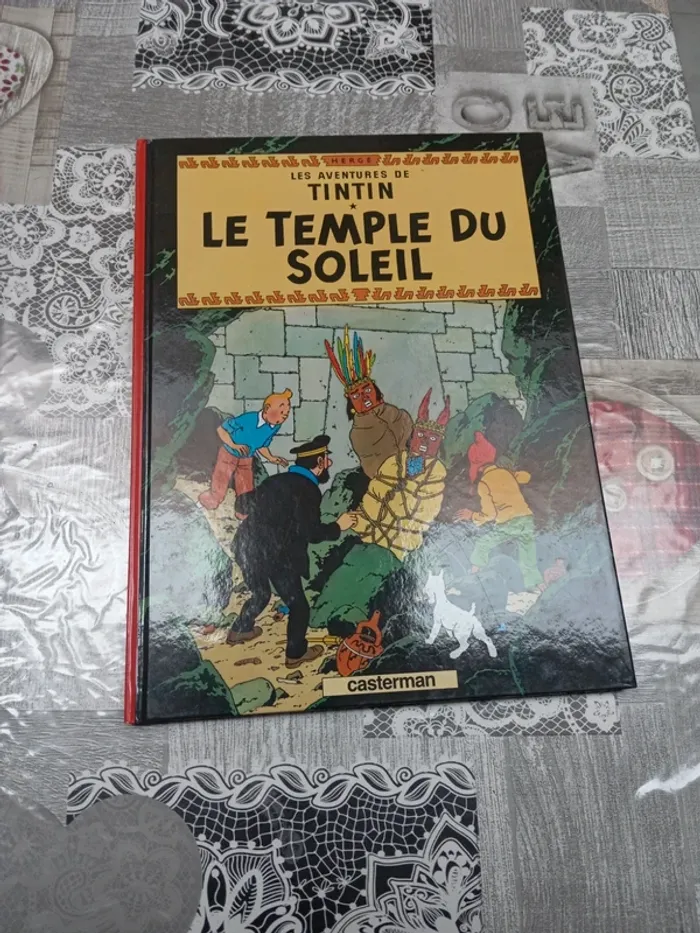 HERGÉ
LES AVENTURES DE
TINTIN
LE TEMPLE DU
SOLEIL
casterman